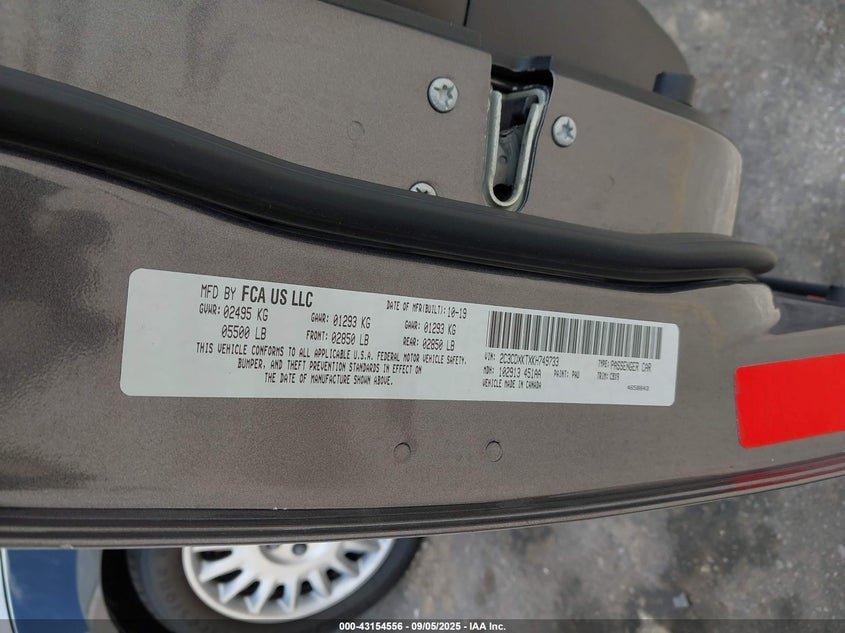 MFD BY FCA US LLC
DATE OF MFR(BUILT): 10-19
GVWR: 02495 KG GAWR: 01293 KG GAWR: 01293 KG
05500 LB FRONT: 02850 LB REAR: 02850 LB
THIS VEHICLE CONFORMS TO ALL APPLICABLE U.S.A. FEDERAL MOTOR VEHICLE SAFETY,
BUMPER, AND THEFT PREVENTION STANDARDS IN EFFECT ON
THE DATE OF MANUFACTURE SHOWN ABOVE.
VIN: 2C3CDXKTXKH749733 TYPE: PASSENGER CAR
MDH: 102913 451AA PAINT: PAU TRIM: CBX9
VEHICLE MADE IN CANADA 4650843
000-43154556 - 09/05/2025 - IAA Inc.